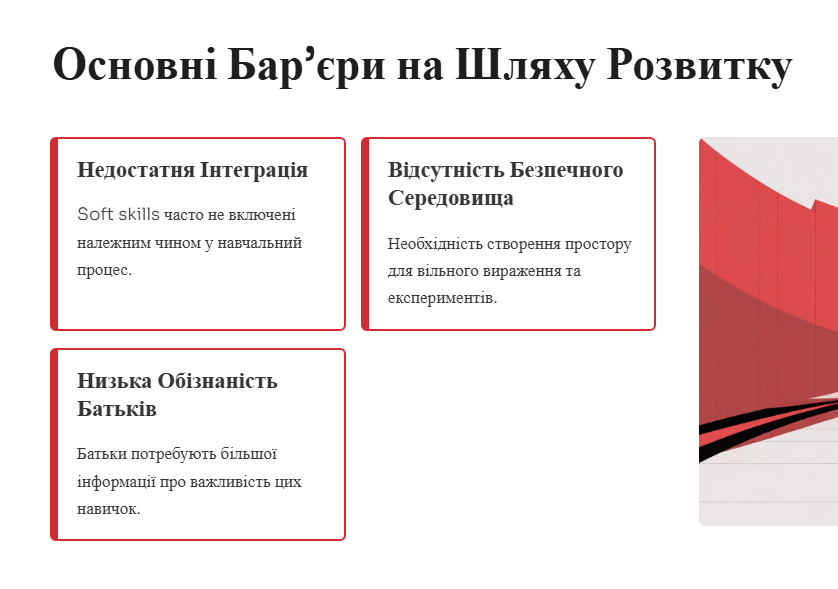 Основні Бар’єри на Шляху Розвитку
Недостатня Інтеграція
Soft skills часто не включені
належним чином у навчальний
процес.
Відсутність Безпечного
Середовища
Необхідність створення простору
для вільного вираження та
експериментів.
Низька Обізнаність
Батьків
Батьки потребують більшої
інформації про важливість цих
навичок.